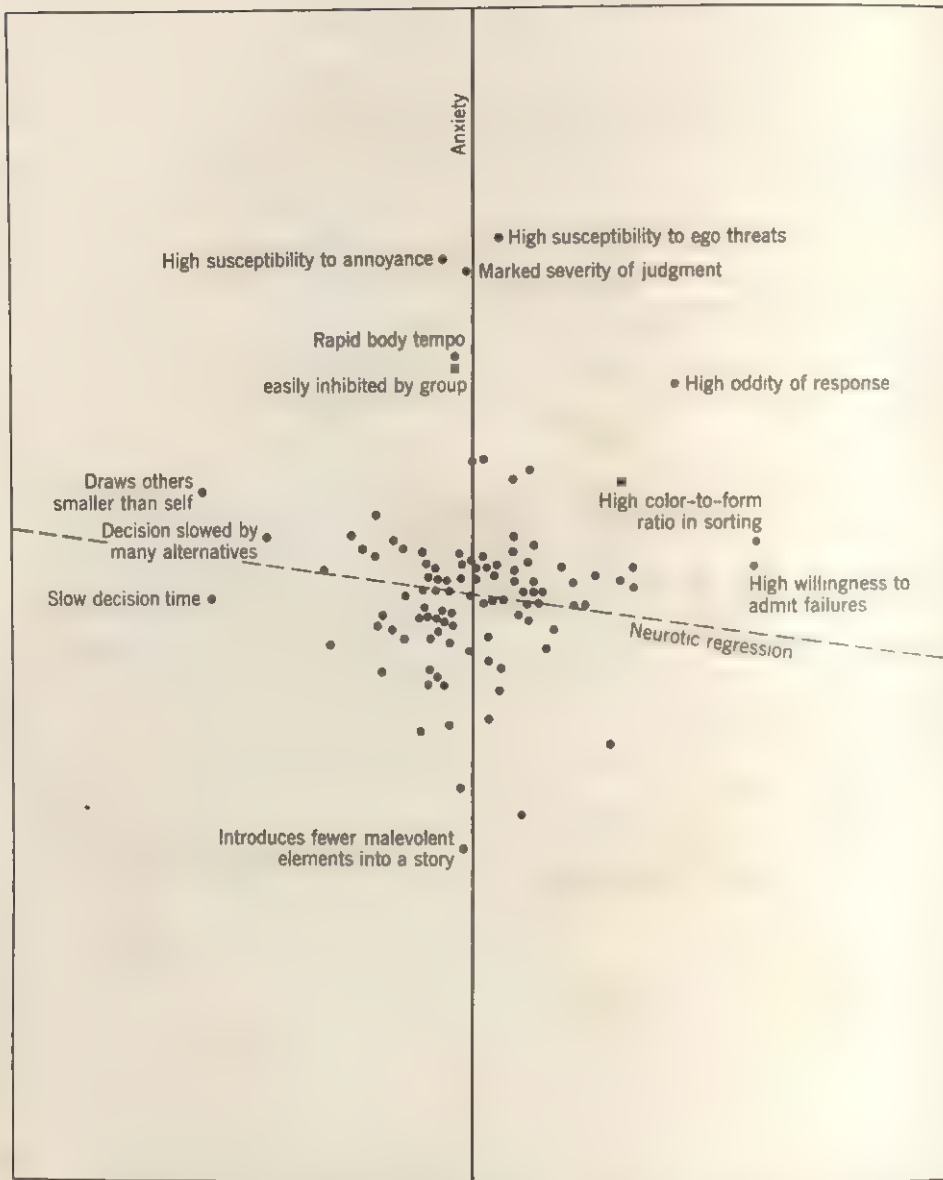 Anxiety
High susceptibility to ego threats
High susceptibility to annoyance
Marked severity of judgment
Rapid body tempo
easily inhibited by group
High oddity of response
Draws others
smaller than self
High color-to-form
ratio in sorting
Decision slowed by
many alternatives
High willingness to
admit failures
Slow decision time
Neurotic regression
Introduces fewer malevolent
elements into a story